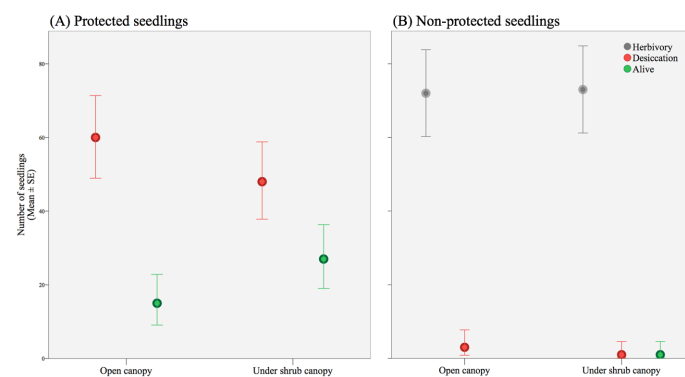 (A) Protected seedlings
(B) Non-protected seedlings
Herbivory
Desiccation
Alive
Number of seedlings
(Mean ± SE)
80
60
40
20
0
Open canopy
Under shrub canopy
Open canopy
Under shrub canopy